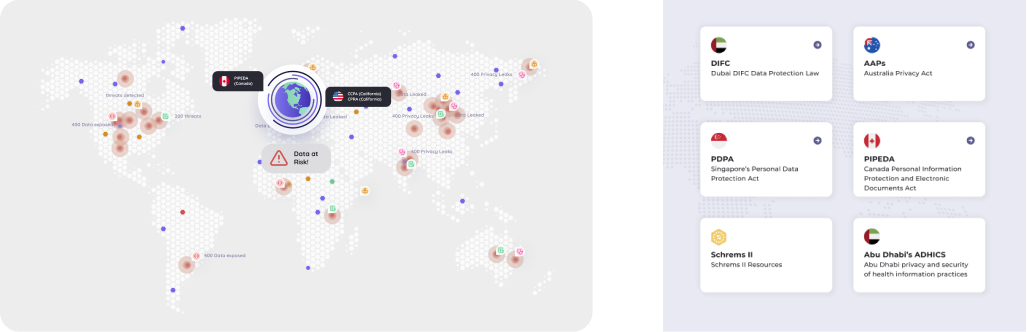 PIPEDA
(Canada)
400 Privacy Leaks
threats detected
CCPA (California)
CPRA (California)
Leaked
200 threats
400 Privacy Leaks
Leaked
400 Data exposed
Leaked
Data at
Risk!
400 Privacy Leaks
500 Data exposed
DIFC
Dubai DIFC Data Protection Law
AAPs
Australia Privacy Act
PDPA
Singapore's Personal Data
Protection Act
PIPEDA
Canada Personal Information
Protection and Electronic
Documents Act
Schrems II
Schrems II Resources
Abu Dhabi's ADHICS
Abu Dhabi privacy and security
of health information practices